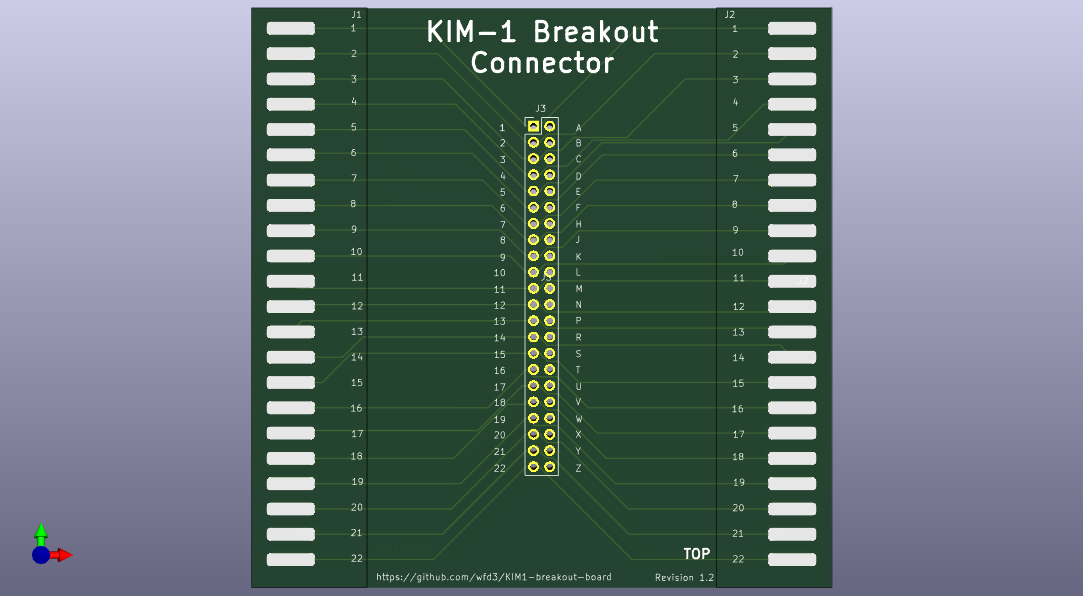 J1
J2
KIM-1 Breakout
Connector
J3
1
2
3
4
5
6
7
8
9
10
11
12
13
14
15
16
17
18
19
20
21
22
1
2
3
4
5
6
7
8
9
10
11
12
13
14
15
16
17
18
19
20
21
22
A
B
C
D
E
F
H
J
K
L
M
N
P
R
S
T
U
V
W
X
Y
Z
1
2
3
4
5
6
7
8
9
10
11
12
13
14
15
16
17
18
19
20
21
22
TOP
https://github.com/wfd3/KIM1-breakout-board
Revision 1.2